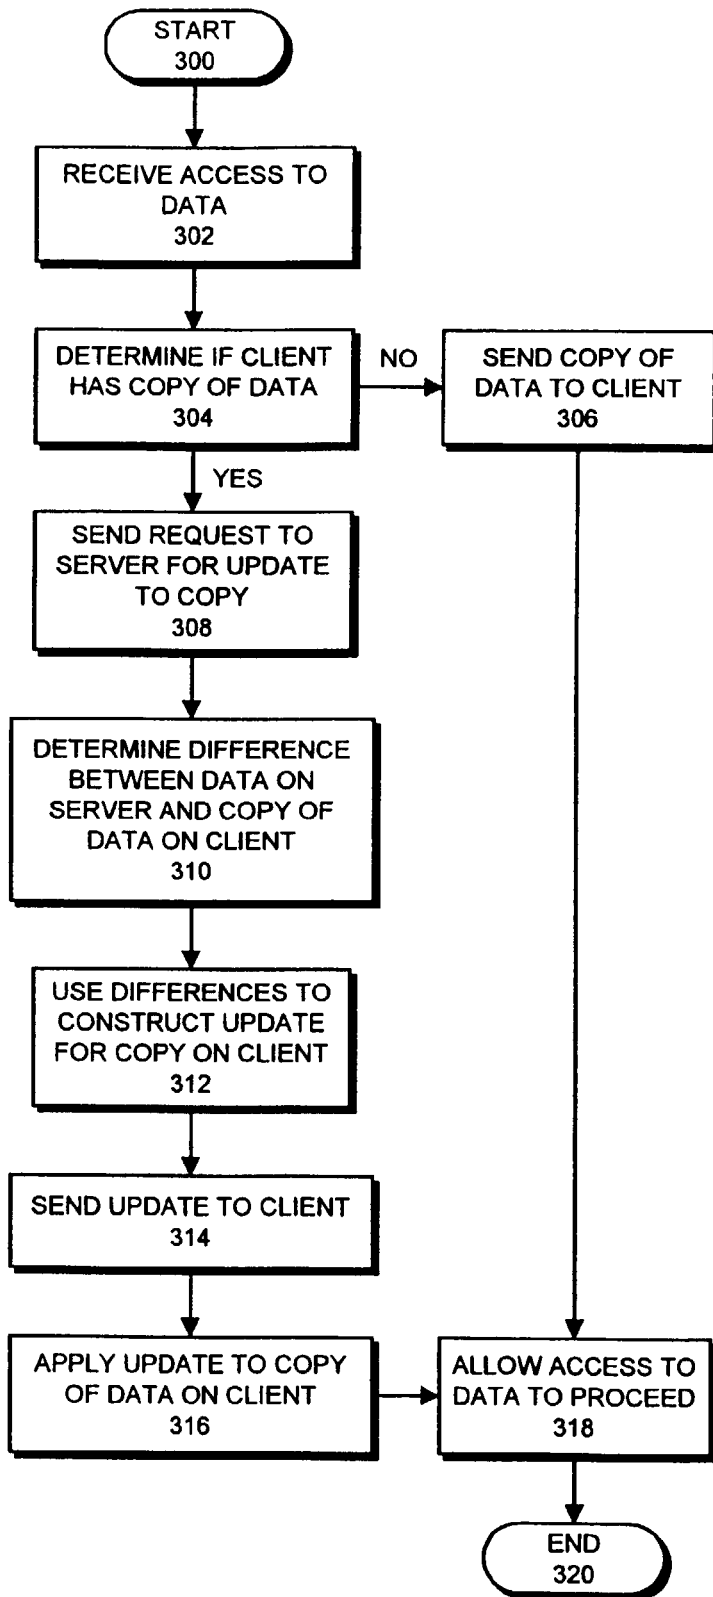 START
300
RECEIVE ACCESS TO
DATA
302
DETERMINE IF CLIENT
HAS COPY OF DATA
304
NO
SEND COPY OF
DATA TO CLIENT
306
YES
SEND REQUEST TO
SERVER FOR UPDATE
TO COPY
308
DETERMINE DIFFERENCE
BETWEEN DATA ON
SERVER AND COPY OF
DATA ON CLIENT
310
USE DIFFERENCES TO
CONSTRUCT UPDATE
FOR COPY ON CLIENT
312
SEND UPDATE TO CLIENT
314
APPLY UPDATE TO COPY
OF DATA ON CLIENT
316
ALLOW ACCESS TO
DATA TO PROCEED
318
END
320